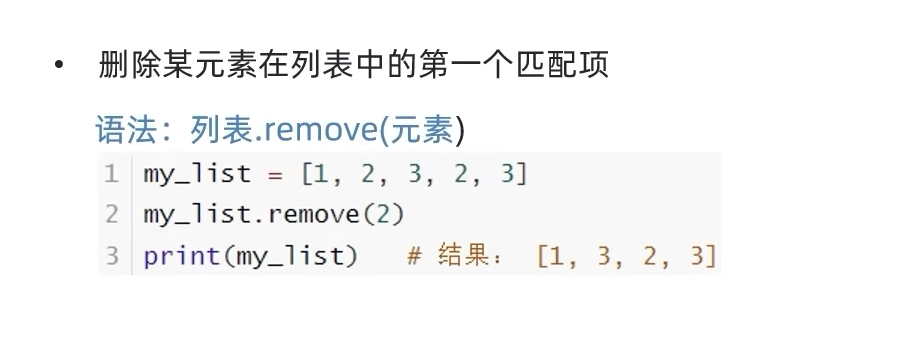 • 删除某元素在列表中的第一个匹配项
语法：列表.remove(元素)
1 my_list = [1, 2, 3, 2, 3]
2 my_list.remove(2)
3 print(my_list)   # 结果： [1, 3, 2, 3]